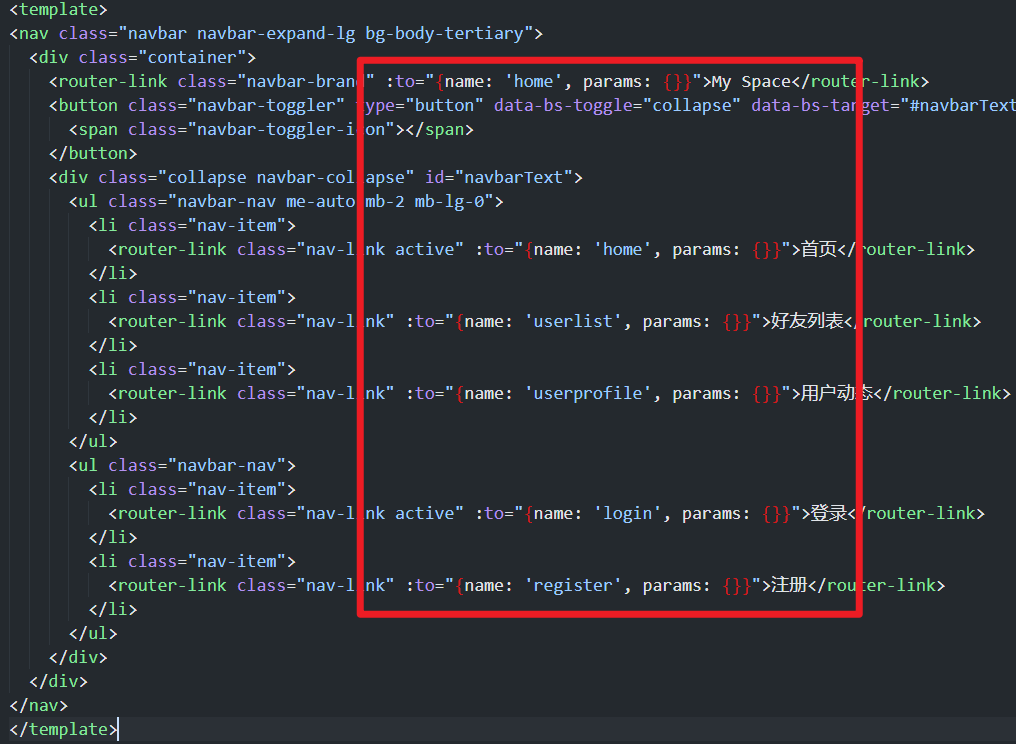 <template>
<nav class="navbar navbar-expand-lg bg-body-tertiary">
  <div class="container">
    <router-link class="navbar-brand" :to="{name: 'home', params: {}}">My Space</router-link>
    <button class="navbar-toggler" type="button" data-bs-toggle="collapse" data-bs-target="#navbarText
      <span class="navbar-toggler-icon"></span>
    </button>
    <div class="collapse navbar-collapse" id="navbarText">
      <ul class="navbar-nav me-auto mb-2 mb-lg-0">
        <li class="nav-item">
          <router-link class="nav-link active" :to="{name: 'home', params: {}}">首页</router-link>
        </li>
        <li class="nav-item">
          <router-link class="nav-link" :to="{name: 'userlist', params: {}}">好友列表</router-link>
        </li>
        <li class="nav-item">
          <router-link class="nav-link" :to="{name: 'userprofile', params: {}}">用户动态</router-link>
        </li>
      </ul>
      <ul class="navbar-nav">
        <li class="nav-item">
          <router-link class="nav-link active" :to="{name: 'login', params: {}}">登录</router-link>
        </li>
        <li class="nav-item">
          <router-link class="nav-link" :to="{name: 'register', params: {}}">注册</router-link>
        </li>
      </ul>
    </div>
  </div>
</nav>
</template>